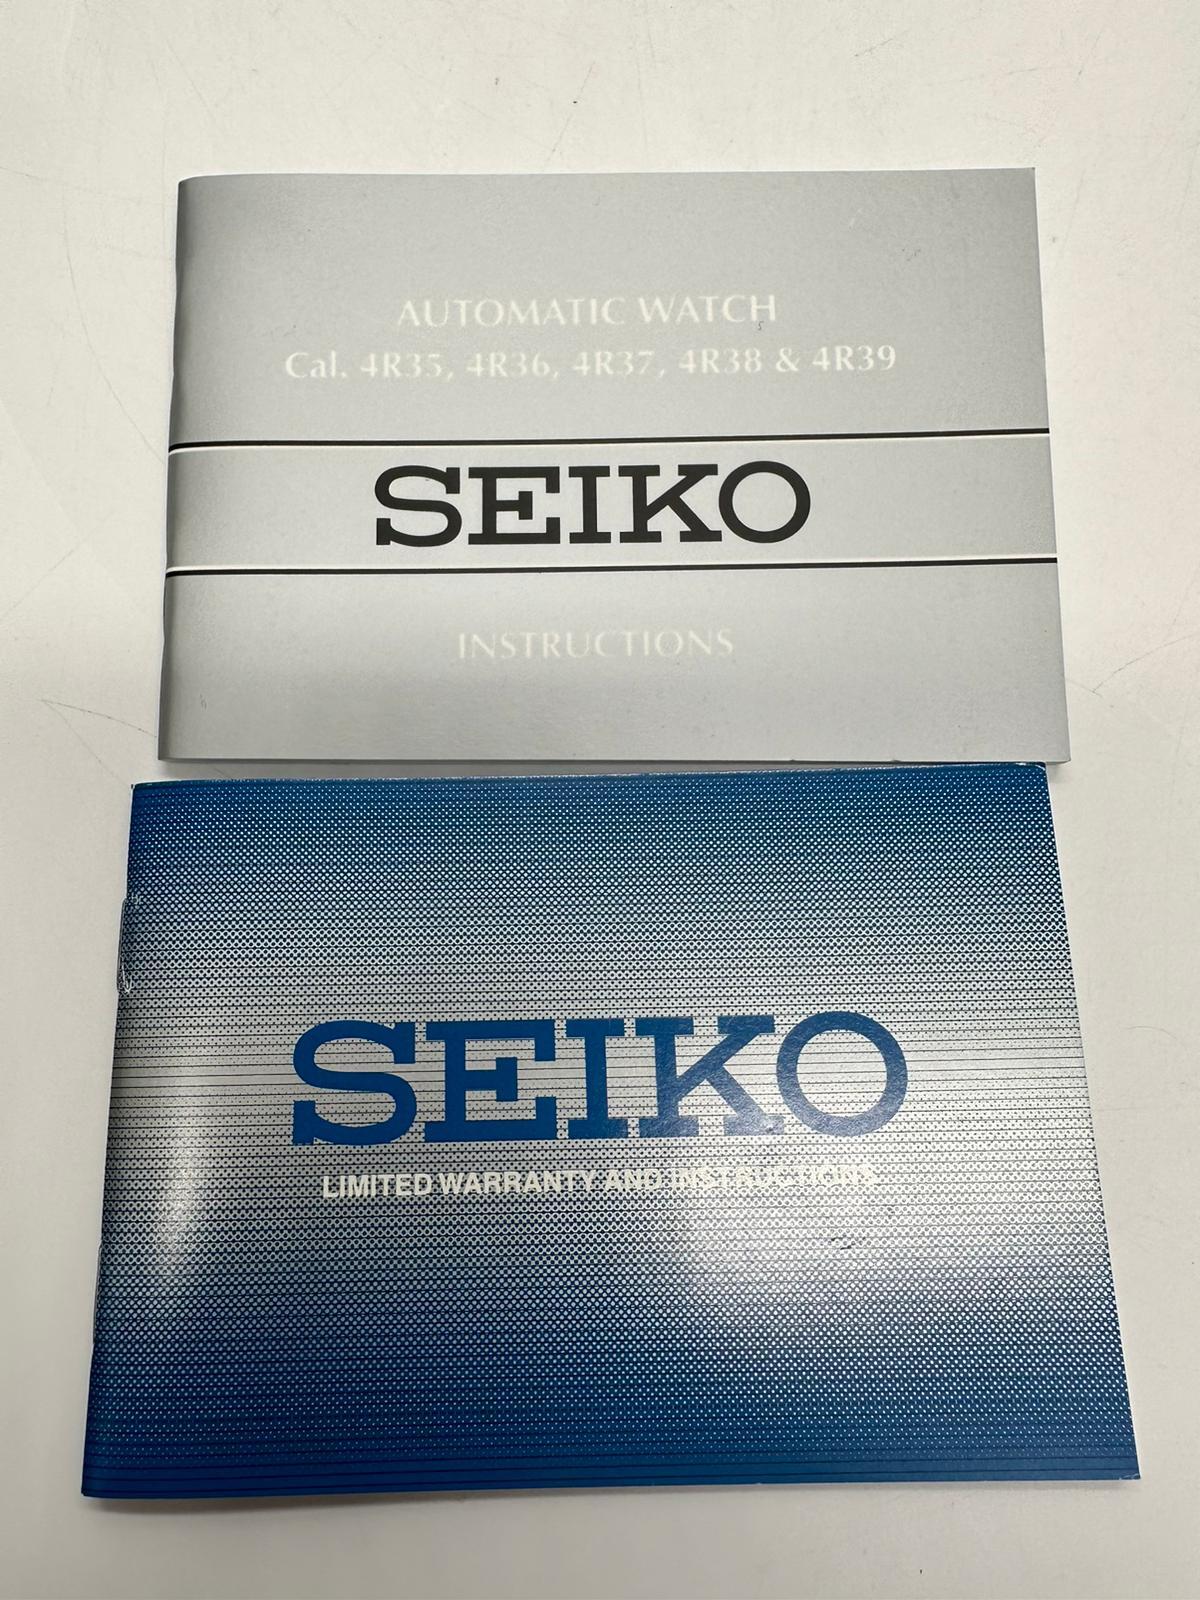 AUTOMATIC WATCH
Cal. 4R35, 4R36, 4R37, 4R38 & 4R39
SEIKO
INSTRUCTIONS
SEIKO
LIMITED WARRANTY AND INSTRUCTIONS